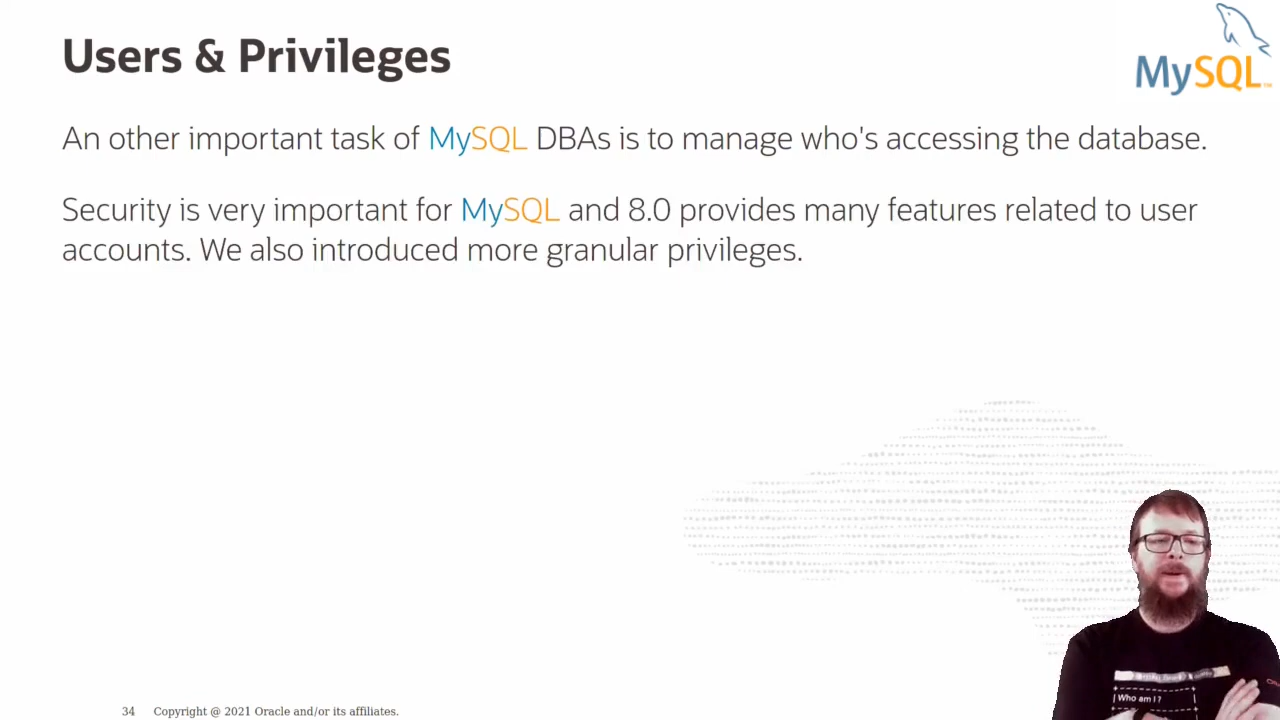 Users & Privileges
MySQL™
An other important task of MySQL DBAs is to manage who's accessing the database.
Security is very important for MySQL and 8.0 provides many features related to user
accounts. We also introduced more granular privileges.
Who am I ?
34 Copyright @ 2021 Oracle and/or its affiliates.